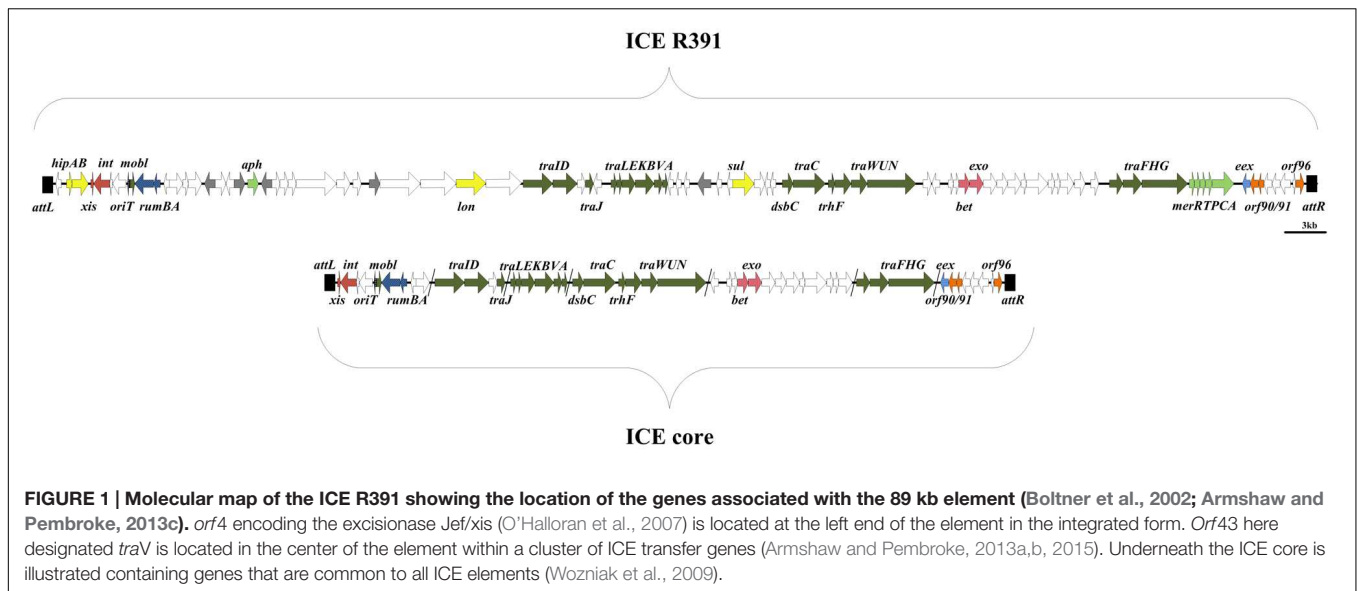 ICE R391
hipAB int mobI aph traID traLEKBVA sul traC traWUN exo traFHG eex orf96
attL xis oriT rumBA lon traJ dsbC trhF bet merRTPCA orf90/91 attR
3kb
attL int mobI traID traLEKBVA traC traWUN exo traFHG eex orf96
xis oriT rumBA traJ dsbC trhF bet orf90/91 attR
ICE core
FIGURE 1 | Molecular map of the ICE R391 showing the location of the genes associated with the 89 kb element (Boltner et al., 2002; Armshaw and
Pembroke, 2013c). orf4 encoding the excisionase Jef/xis (O'Halloran et al., 2007) is located at the left end of the element in the integrated form. Orf43 here
designated traV is located in the center of the element within a cluster of ICE transfer genes (Armshaw and Pembroke, 2013a,b, 2015). Underneath the ICE core is
illustrated containing genes that are common to all ICE elements (Wozniak et al., 2009).